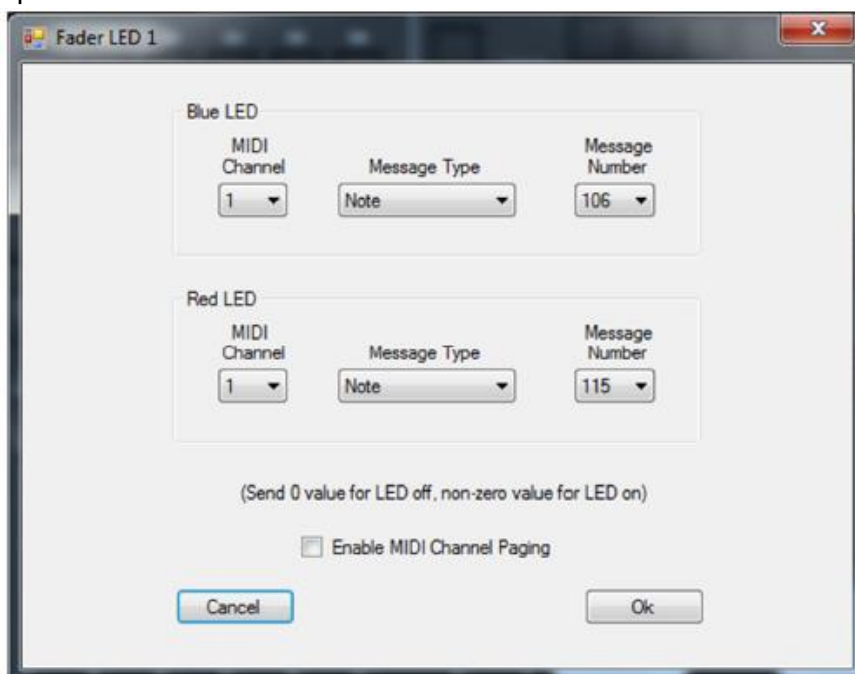 Fader LED 1
Blue LED
MIDI
Channel
Message Type
Message
Number
1
Note
106
Red LED
MIDI
Channel
Message Type
Message
Number
1
Note
115
(Send 0 value for LED off, non-zero value for LED on)
Enable MIDI Channel Paging
Cancel
Ok